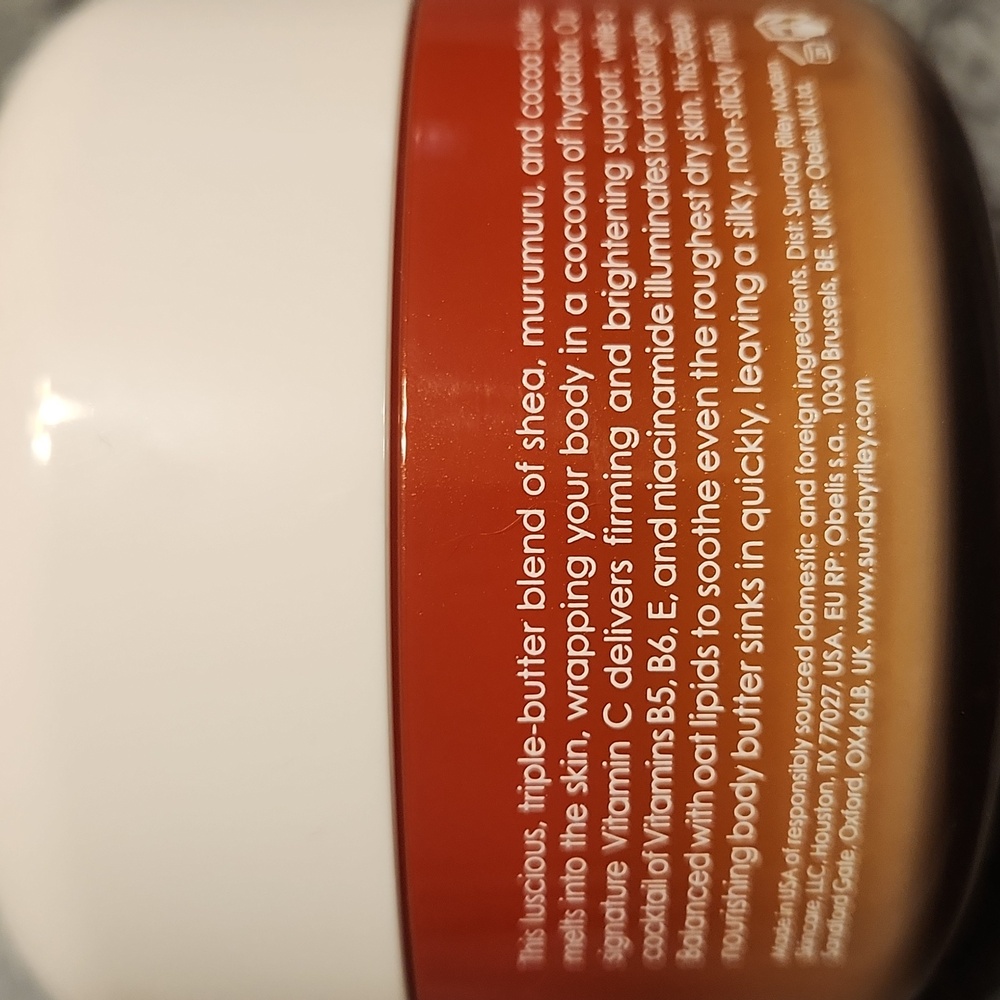 This luscious, triple-butter blend of shea, murumuru, and cocoa butter
melts into the skin, wrapping your body in a cocoon of hydration. Our
signature Vitamin C delivers firming and brightening support, while a
cocktail of Vitamins B5, B6, E, and niacinamide illuminates for total skin glow.
Balanced with oat lipids to soothe even the roughest dry skin, this deeply
nourishing body butter sinks in quickly, leaving a silky, non-sticky finish.
Made in USA of responsibly sourced domestic and foreign ingredients. Dist: Sunday Riley Modern
Skincare, LLC, Houston, TX 77027, USA. EU RP: Obelis s.a., 1030 Brussels, BE. UK RP: Obelis UK Ltd.
Sandford Gate, Oxford, OX4 6LB, UK. www.sundayriley.com